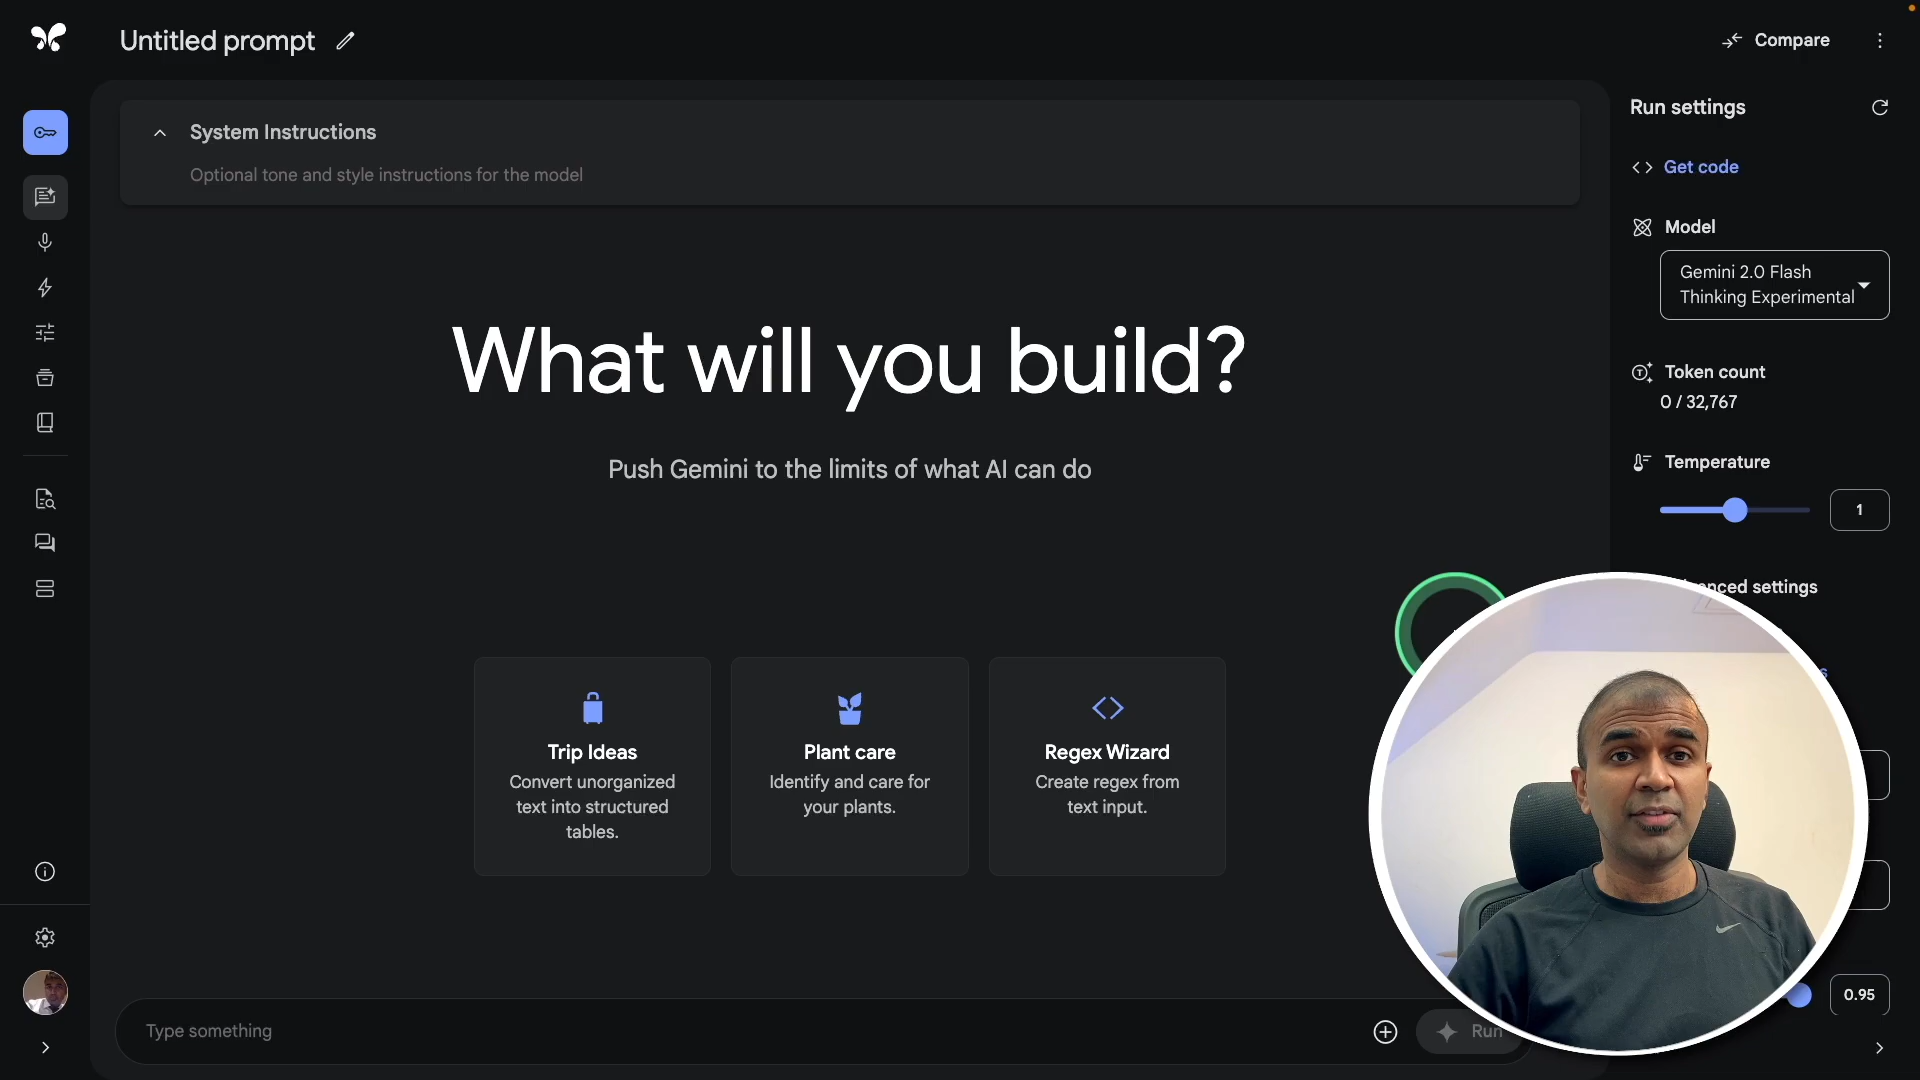 Untitled prompt
Compare
System Instructions
Optional tone and style instructions for the model
What will you build?
Push Gemini to the limits of what AI can do
Trip Ideas
Convert unorganized
text into structured
tables.
Plant care
Identify and care for
your plants.
Regex Wizard
Create regex from
text input.
Type something
Run
Run settings
Get code
Model
Gemini 2.0 Flash
Thinking Experimental
Token count
0 / 32,767
Temperature
1
settings
0.95